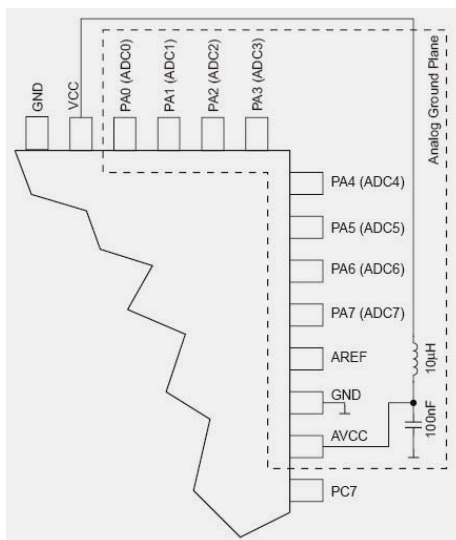 GND
VCC
PA0 (ADC0)
PA1 (ADC1)
PA2 (ADC2)
PA3 (ADC3)
Analog Ground Plane
PA4 (ADC4)
PA5 (ADC5)
PA6 (ADC6)
PA7 (ADC7)
AREF
10μH
GND
AVCC
100nF
PC7